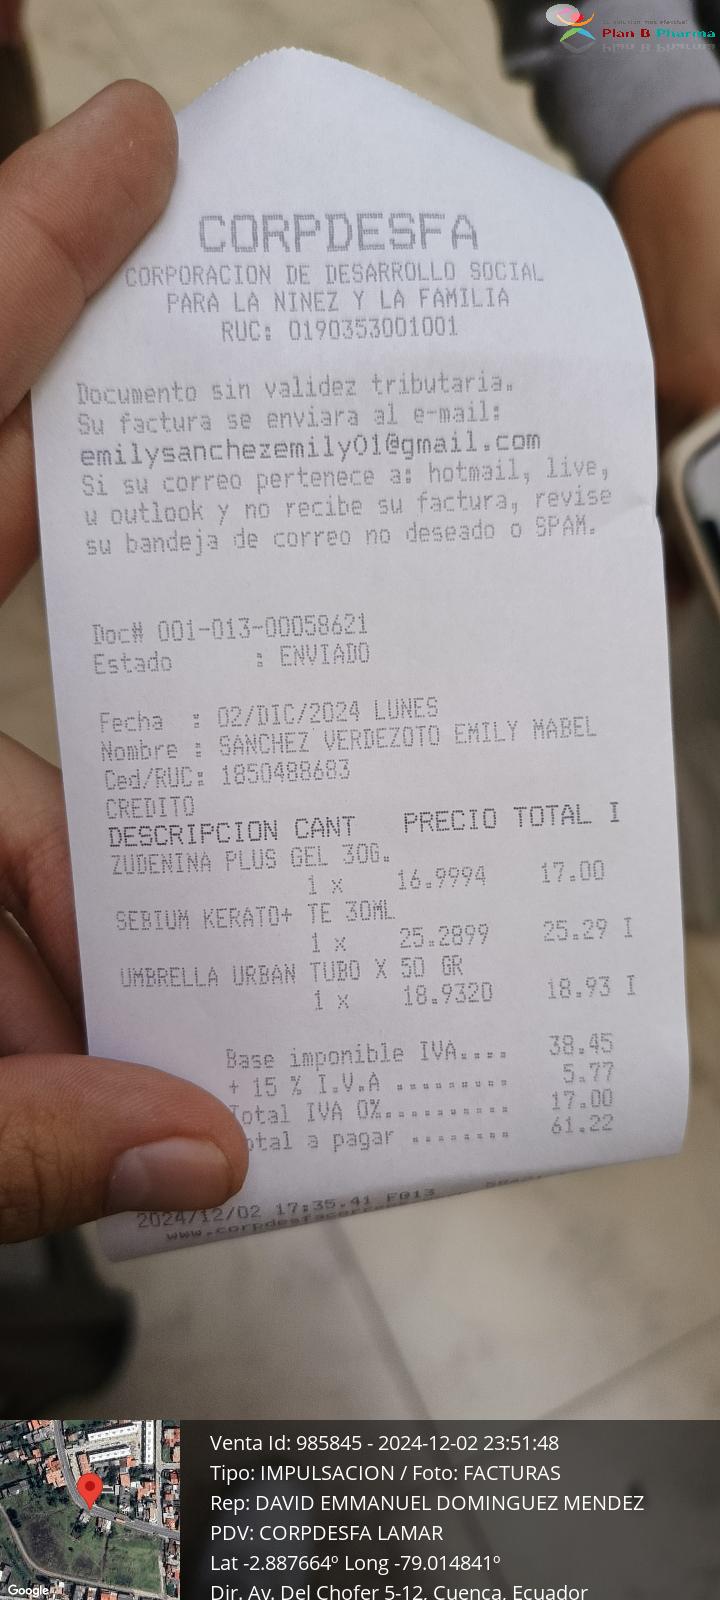 Plan B Pharma
CORPDESFA
CORPORACION DE DESARROLLO SOCIAL
PARA LA NINEZ Y LA FAMILIA
RUC: 0190353001001
Documento sin validez tributaria.
Su factura se enviara al e-mail:
emilysanchezemily01@gmail.com
Si su correo pertenece a: hotmail, live,
u outlook y no recibe su factura, revise
su bandeja de correo no deseado o SPAM.
Doc# 001-013-00058621
Estado : ENVIADO
Fecha : 02/DIC/2024 LUNES
Nombre : SANCHEZ VERDEZOTO EMILY MABEL
Ced/RUC: 1850488683
CREDITO
DESCRIPCION CANT PRECIO TOTAL I
ZUDENINA PLUS GEL 30G.
1 x 16.9994 17.00
SEBIUM KERATO+ TE 30ML
1 x 25.2899 25.29 I
UMBRELLA URBAN TUBO X 50 GR
1 x 18.9320 18.93 I
Base imponible IVA.... 38.45
+ 15 % I.V.A ......... 5.77
Total IVA 0%.......... 17.00
otal a pagar ........ 61.22
2024/12/02 17:35.41 F013
Venta Id: 985845 - 2024-12-02 23:51:48
Tipo: IMPULSACION / Foto: FACTURAS
Rep: DAVID EMMANUEL DOMINGUEZ MENDEZ
PDV: CORPDESFA LAMAR
Lat -2.887664º Long -79.014841º
Dir. Av. Del Chofer 5-12, Cuenca, Ecuador
Google